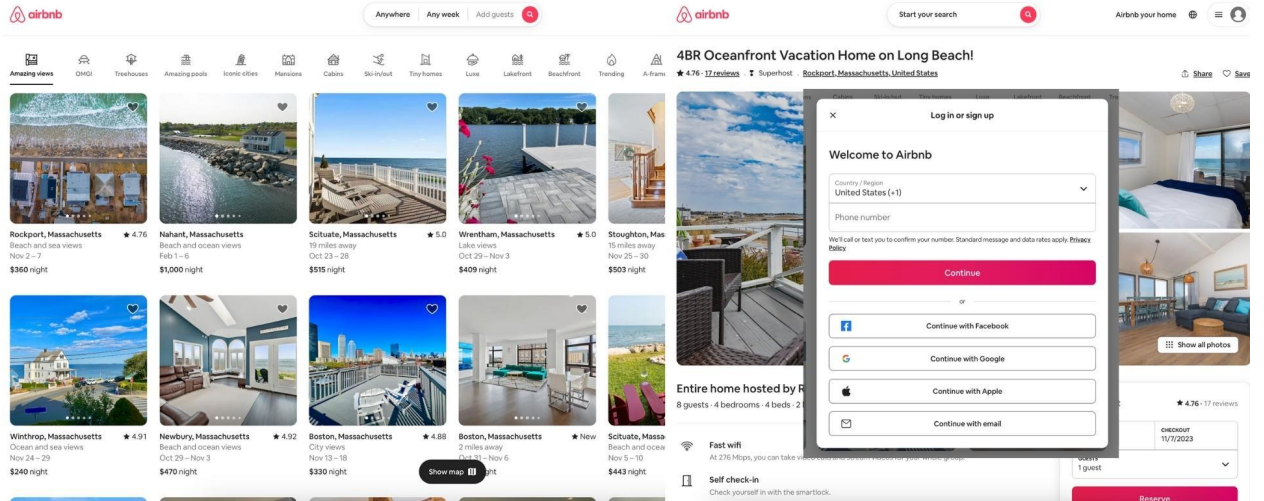 airbnb
Anywhere Any week Add guests
Amazing views OMG! Treehouses Amazing pools Iconic cities Mansions Cabins Ski-in/out Tiny homes Luxe Lakefront Beachfront Trending A-frame
Rockport, Massachusetts 4.76
Beach and sea views
Nov 2 – 7
$360 night
Nahant, Massachusetts
Beach and ocean views
Feb 1 – 6
$1,000 night
Scituate, Massachusetts 5.0
19 miles away
Oct 23 – 28
$515 night
Wrentham, Massachusetts 5.0
Lake views
Oct 29 – Nov 3
$409 night
Stoughton, Mas
15 miles away
Nov 25 – 30
$503 night
Winthrop, Massachusetts 4.91
Ocean and sea views
Nov 24 – 29
$240 night
Newbury, Massachusetts 4.92
Beach and ocean views
Oct 29 – Nov 3
$470 night
Boston, Massachusetts 4.88
City views
Nov 13 – 18
$330 night
Boston, Massachusetts New
2 miles away
Oct 31 – Nov 6
ght
Scituate, Massa
Beach and ocea
Nov 5 – 10
$443 night
Show map
airbnb
Start your search
Airbnb your home
4BR Oceanfront Vacation Home on Long Beach!
4.76 · 17 reviews · Superhost · Rockport, Massachusetts, United States
Share Save
Log in or sign up
Welcome to Airbnb
Country / Region
United States (+1)
Phone number
We'll call or text you to confirm your number. Standard message and data rates apply. Privacy
Policy
Continue
or
Continue with Facebook
Continue with Google
Continue with Apple
Continue with email
Show all photos
Entire home hosted by R
8 guests · 4 bedrooms · 4 beds · 2
Fast wifi
At 276 Mbps, you can take video calls and stream videos for your whole group.
Self check-in
Check yourself in with the smartlock.
4.76 · 17 reviews
CHECKOUT
11/7/2023
GUESTS
1 guest
Reserve